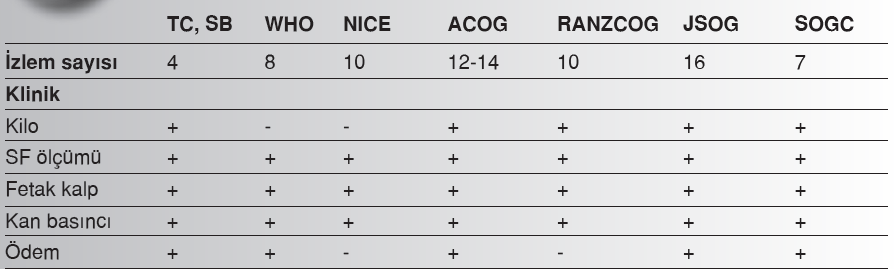 TC, SB WHO NICE ACOG RANZCOG JSOG SOGC
İzlem sayısı 4 8 10 12-14 10 16 7
Klinik
Kilo + - - + + + +
SF ölçümü + + + + + + +
Fetak kalp + + + + + + +
Kan basıncı + + + + + + +
Ödem + + - + - + +